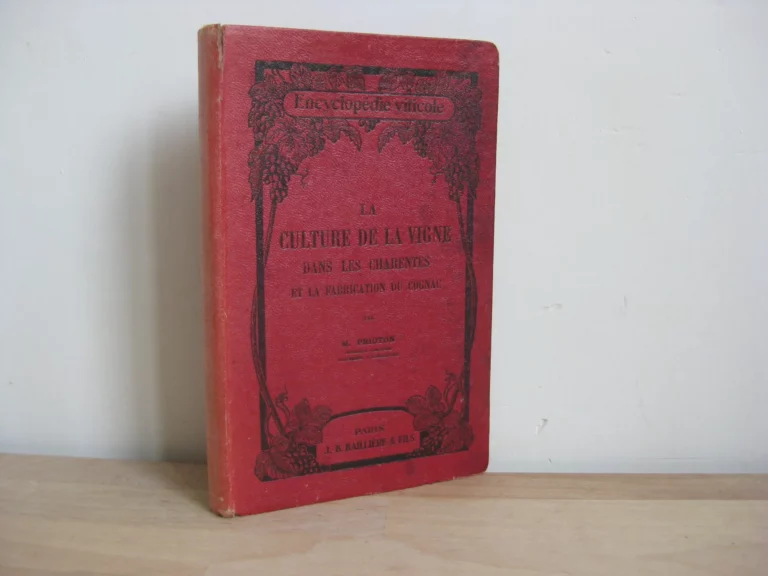 Encyclopédie viticole
LA
CULTURE DE LA VIGNE
DANS LES CHARENTES
ET LA FABRICATION DU COGNAC
PAR
PRIOTON
PARIS
J.-B. BAILLIÈRE & FILS